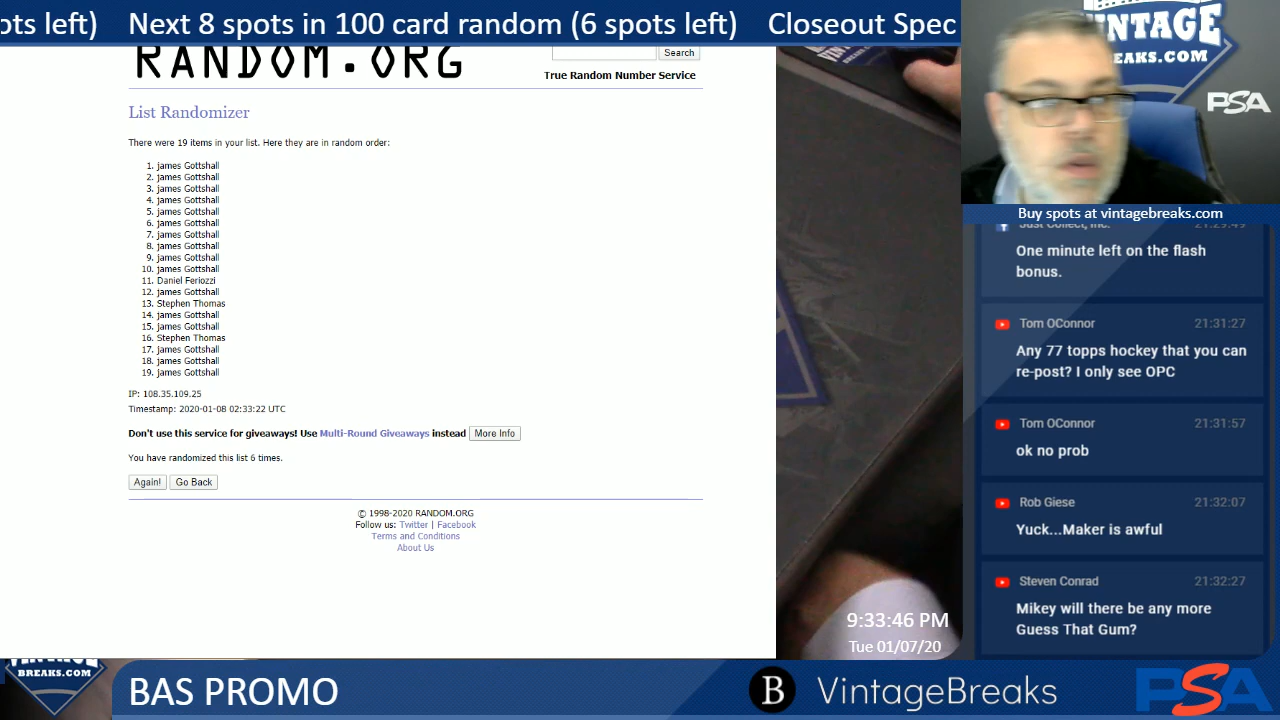 ots left)    Next 8 spots in 100 card random (6 spots left)    Closeout Spec
RANDOM.ORG
Search
True Random Number Service
List Randomizer
There were 19 items in your list. Here they are in random order:
1. james Gottshall
2. james Gottshall
3. james Gottshall
4. james Gottshall
5. james Gottshall
6. james Gottshall
7. james Gottshall
8. james Gottshall
9. james Gottshall
10. james Gottshall
11. Daniel Feriozzi
12. james Gottshall
13. Stephen Thomas
14. james Gottshall
15. james Gottshall
16. Stephen Thomas
17. james Gottshall
18. james Gottshall
19. james Gottshall
IP: 108.35.109.25
Timestamp: 2020-01-08 02:33:22 UTC
Don't use this service for giveaways! Use Multi-Round Giveaways instead More Info
You have randomized this list 6 times.
Again! Go Back
© 1998-2020 RANDOM.ORG
Follow us: Twitter | Facebook
Terms and Conditions
About Us
VINTAGE
EAKS.COM
PSA
Buy spots at vintagebreaks.com
Just Collect, Inc. 21:29:49
One minute left on the flash
bonus.
Tom OConnor 21:31:27
Any 77 topps hockey that you can
re-post? I only see OPC
Tom OConnor 21:31:57
ok no prob
Rob Giese 21:32:07
Yuck...Maker is awful
Steven Conrad 21:32:27
Mikey will there be any more
Guess That Gum?
9:33:46 PM
Tue 01/07/20
VINTAGE
BREAKS.COM
BAS PROMO
B VintageBreaks
PSA